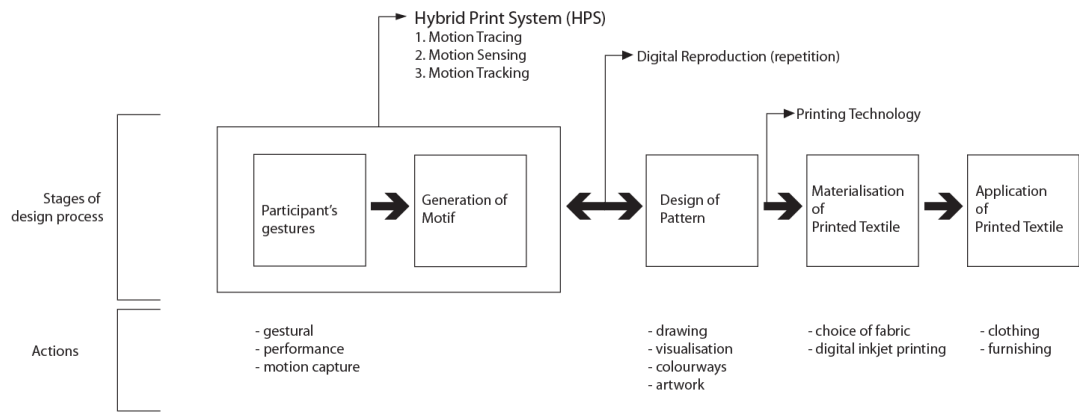 Hybrid Print System (HPS)
1. Motion Tracing
2. Motion Sensing
3. Motion Tracking
Digital Reproduction (repetition)
Printing Technology
Stages of
design process
Participant's
gestures
Generation of
Motif
Design of
Pattern
Materialisation
of
Printed Textile
Application
of
Printed Textile
Actions
- gestural
- performance
- motion capture
- drawing
- visualisation
- colourways
- artwork
- choice of fabric
- digital inkjet printing
- clothing
- furnishing